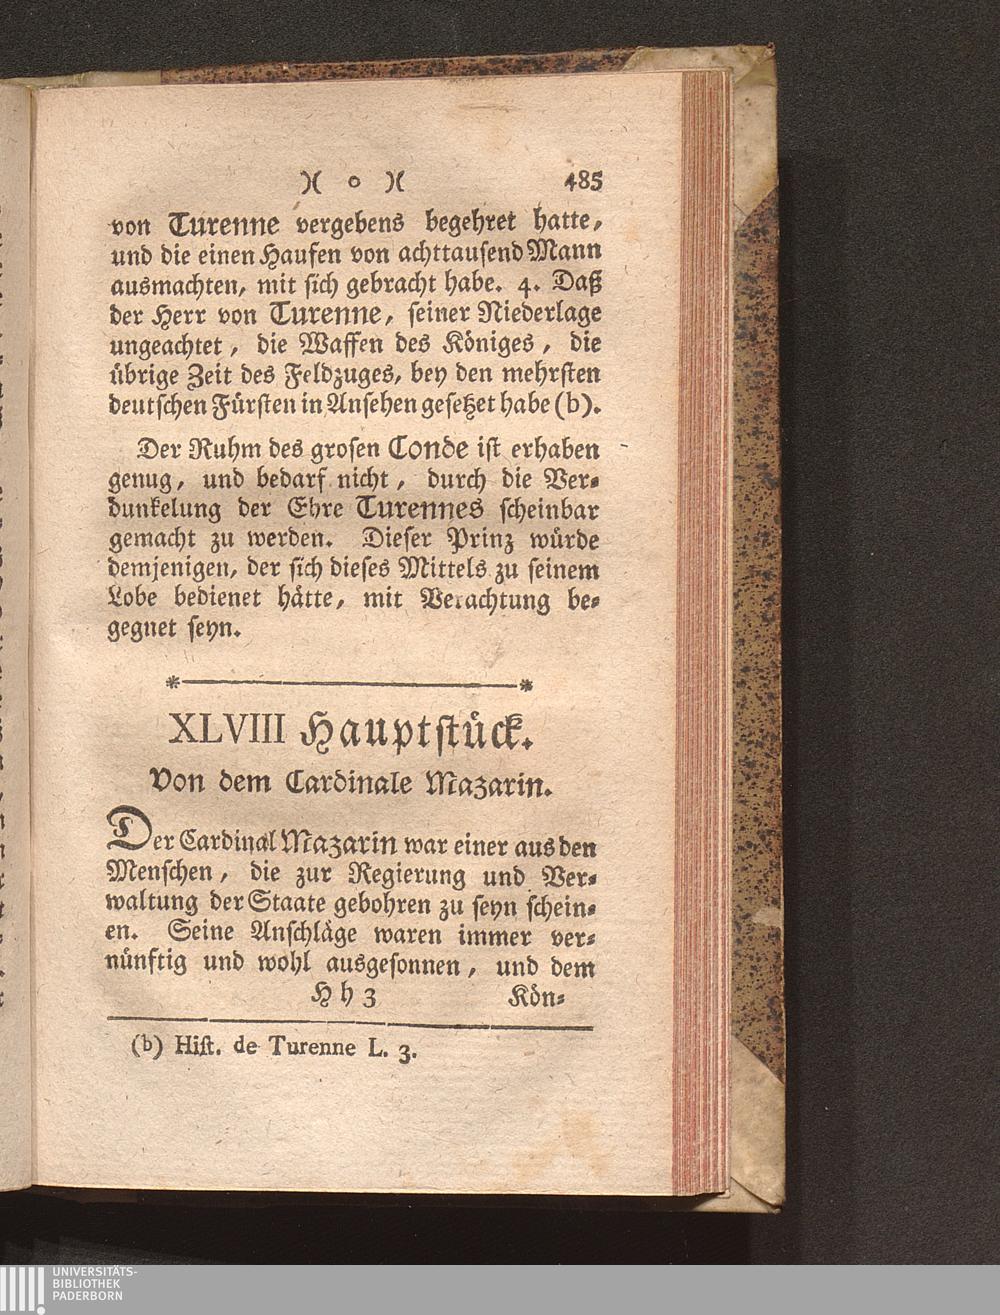 )( o )( 485
von Turenne vergebens begehret hatte,
und die einen Haufen von achttausend Mann
ausmachten, mit sich gebracht habe. 4. Daß
der Herr von Turenne, seiner Niederlage
ungeachtet, die Waffen des Königes, die
übrige Zeit des Feldzuges, bey den mehrsten
deutschen Fürsten in Ansehen gesetzet habe (b).
Der Ruhm des grosen Conde ist erhaben
genug, und bedarf nicht, durch die Ver-
dunkelung der Ehre Turennes scheinbar
gemacht zu werden. Dieser Prinz würde
demjenigen, der sich dieses Mittels zu seinem
Lobe bedienet hätte, mit Verachtung be-
gegnet seyn.
XLVIII Hauptstück.
Von dem Cardinale Mazarin.
Der Cardinal Mazarin war einer aus den
Menschen, die zur Regierung und Ver-
waltung der Staate gebohren zu seyn schein-
en. Seine Anschläge waren immer ver-
nünftig und wohl ausgesonnen, und dem
H h 3 Kön-
(b) Hist. de Turenne L. 3.
UNIVERSITÄTS-
BIBLIOTHEK
PADERBORN